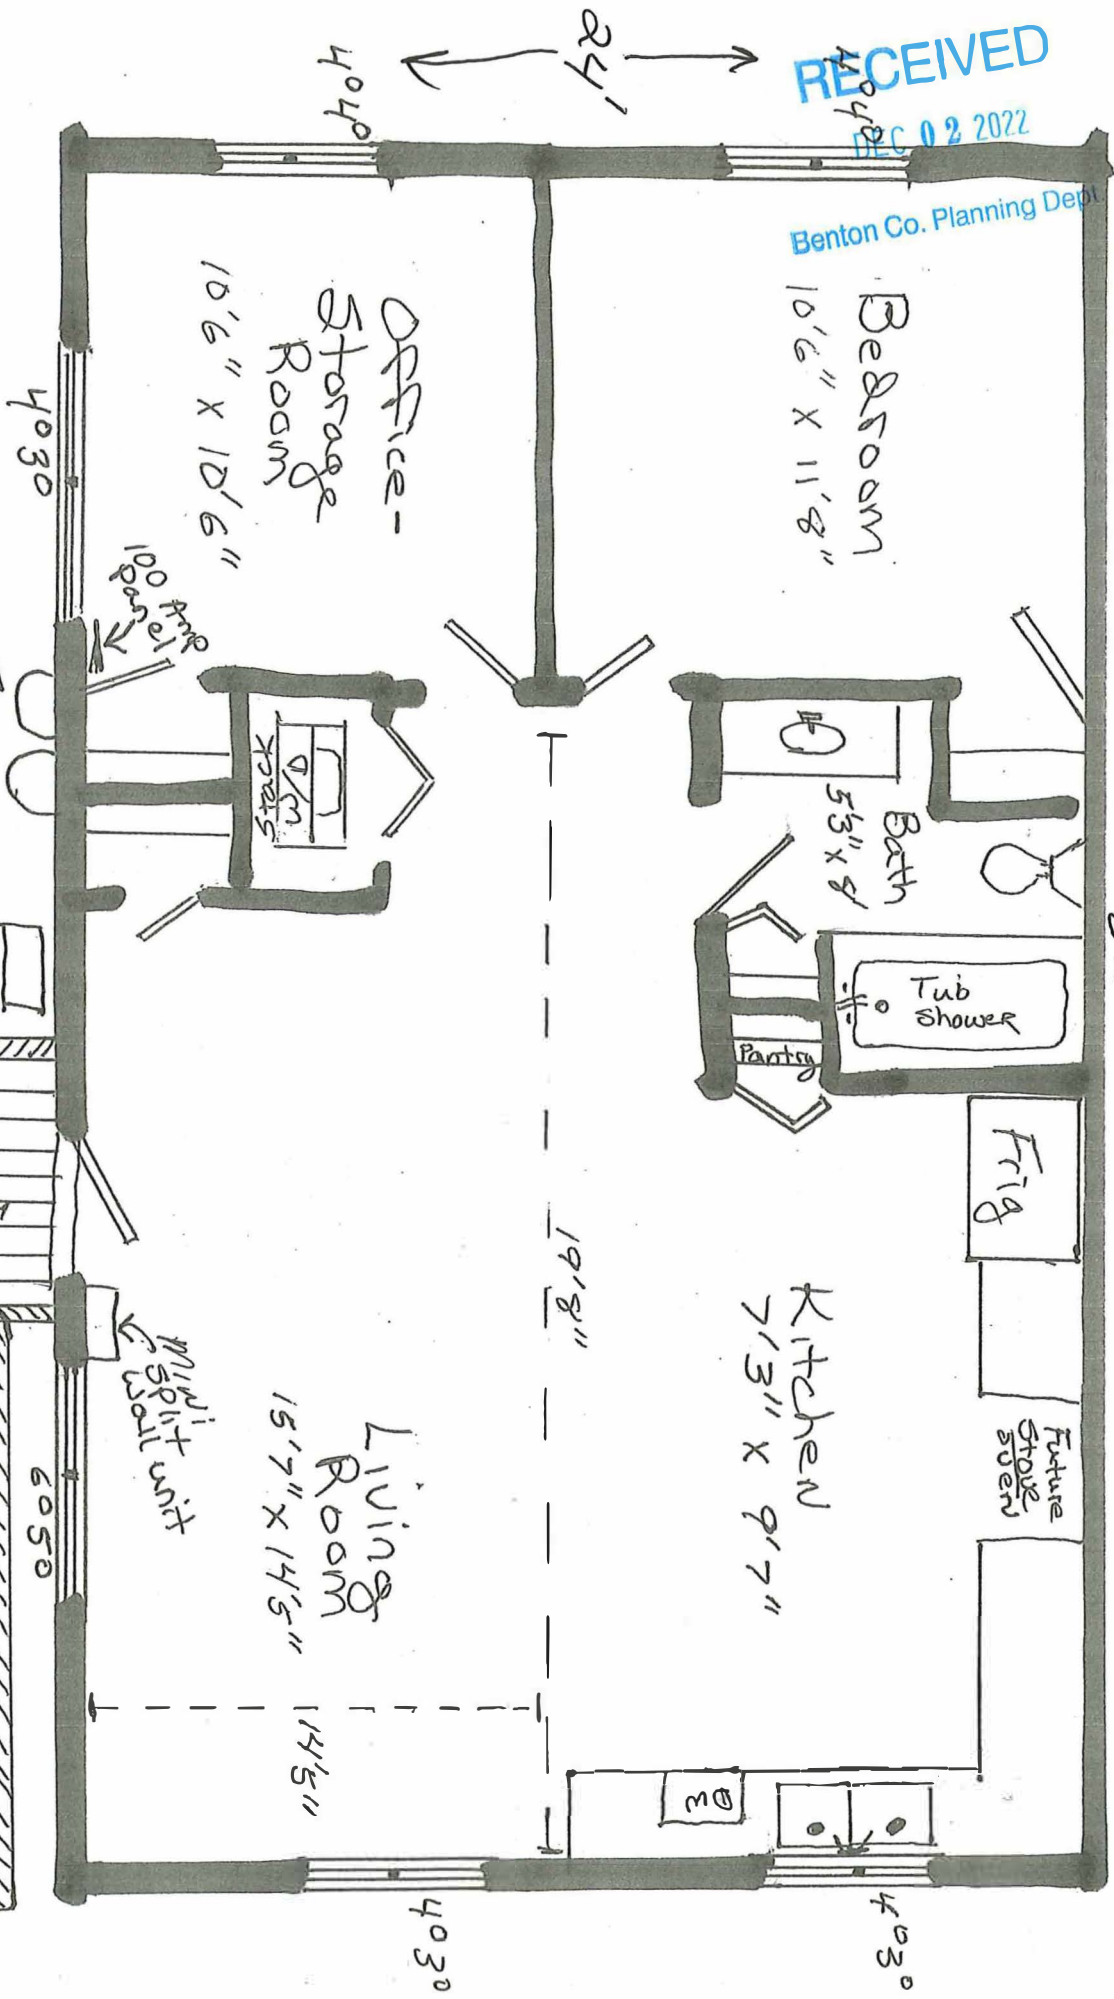 RECEIVED
DEC 02 2022
Benton Co. Planning Dept
24'
4⁰4⁰
4⁰4⁰
Bedroom
10'6" X 11'8"
Office-
Storage
Room
10'6" X 10'6"
4⁰3⁰
100 Amp
panel
Stack
W/D
Bath
5'3" x 8'
Tub
Shower
Pantry
Frig
Kitchen
7'3" X 9'7"
Future
Stove
oven
19'8"
Living
Room
15'7" X 14'5"
14'5"
mini
split
wall unit
6050
DW
4⁰3⁰
4⁰3⁰